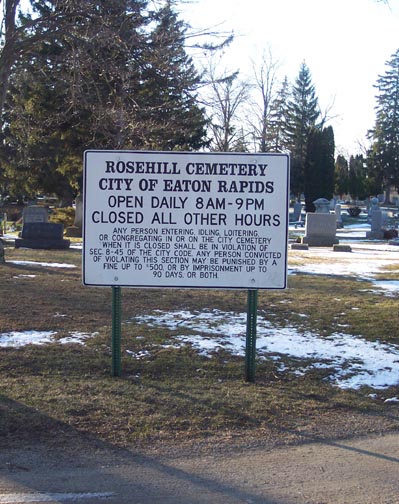 ROSEHILL CEMETERY
CITY OF EATON RAPIDS
OPEN DAILY 8AM-9PM
CLOSED ALL OTHER HOURS
ANY PERSON ENTERING, IDLING, LOITERING,
OR CONGREGATING IN OR ON THE CITY CEMETERY
WHEN IT IS CLOSED SHALL BE IN VIOLATION OF
SEC. 8-45 OF THE CITY CODE. ANY PERSON CONVICTED
OF VIOLATING THIS SECTION MAY BE PUNISHED BY A
FINE UP TO $500, OR BY IMPRISONMENT UP TO
90 DAYS, OR BOTH.